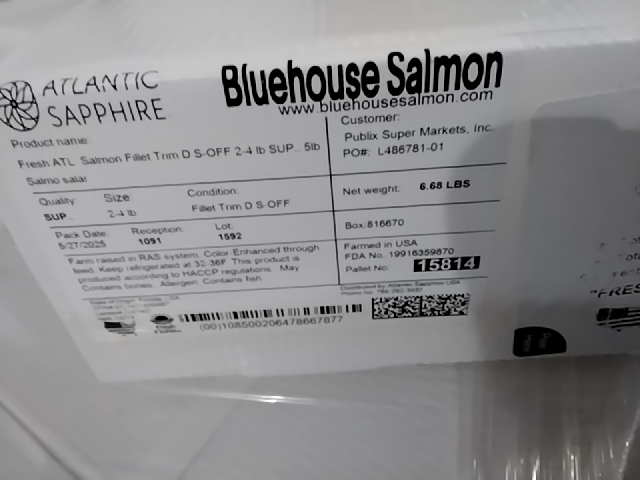 ATLANTIC
SAPPHIRE
Bluehouse Salmon
www.bluehousesalmon.com
Product name:
Fresh ATL Salmon Fillet Trim D S-OFF 2-4 lb SUP.. 5lb
Salmo salar
Customer:
Publix Super Markets, Inc.
PO#: L486781-01
Quality: Size: Condition:
SUP.. 2-4 lb Fillet Trim D S-OFF
Net weight: 6.68 LBS
Pack Date: Reception: Lot:
5/27/2025 1091 1592
Box: 816670
Farm raised in RAS system. Color Enhanced through
feed. Keep refrigerated at 32-36F. This product is
produced according to HACCP regulations. May
Contains bones. Allergen: Contains fish.
Farmed in USA
FDA No. 19916359870
Pallet No: 15814
Distributed by Atlantic Sapphire USA
(00)108500206478667877
"FRES